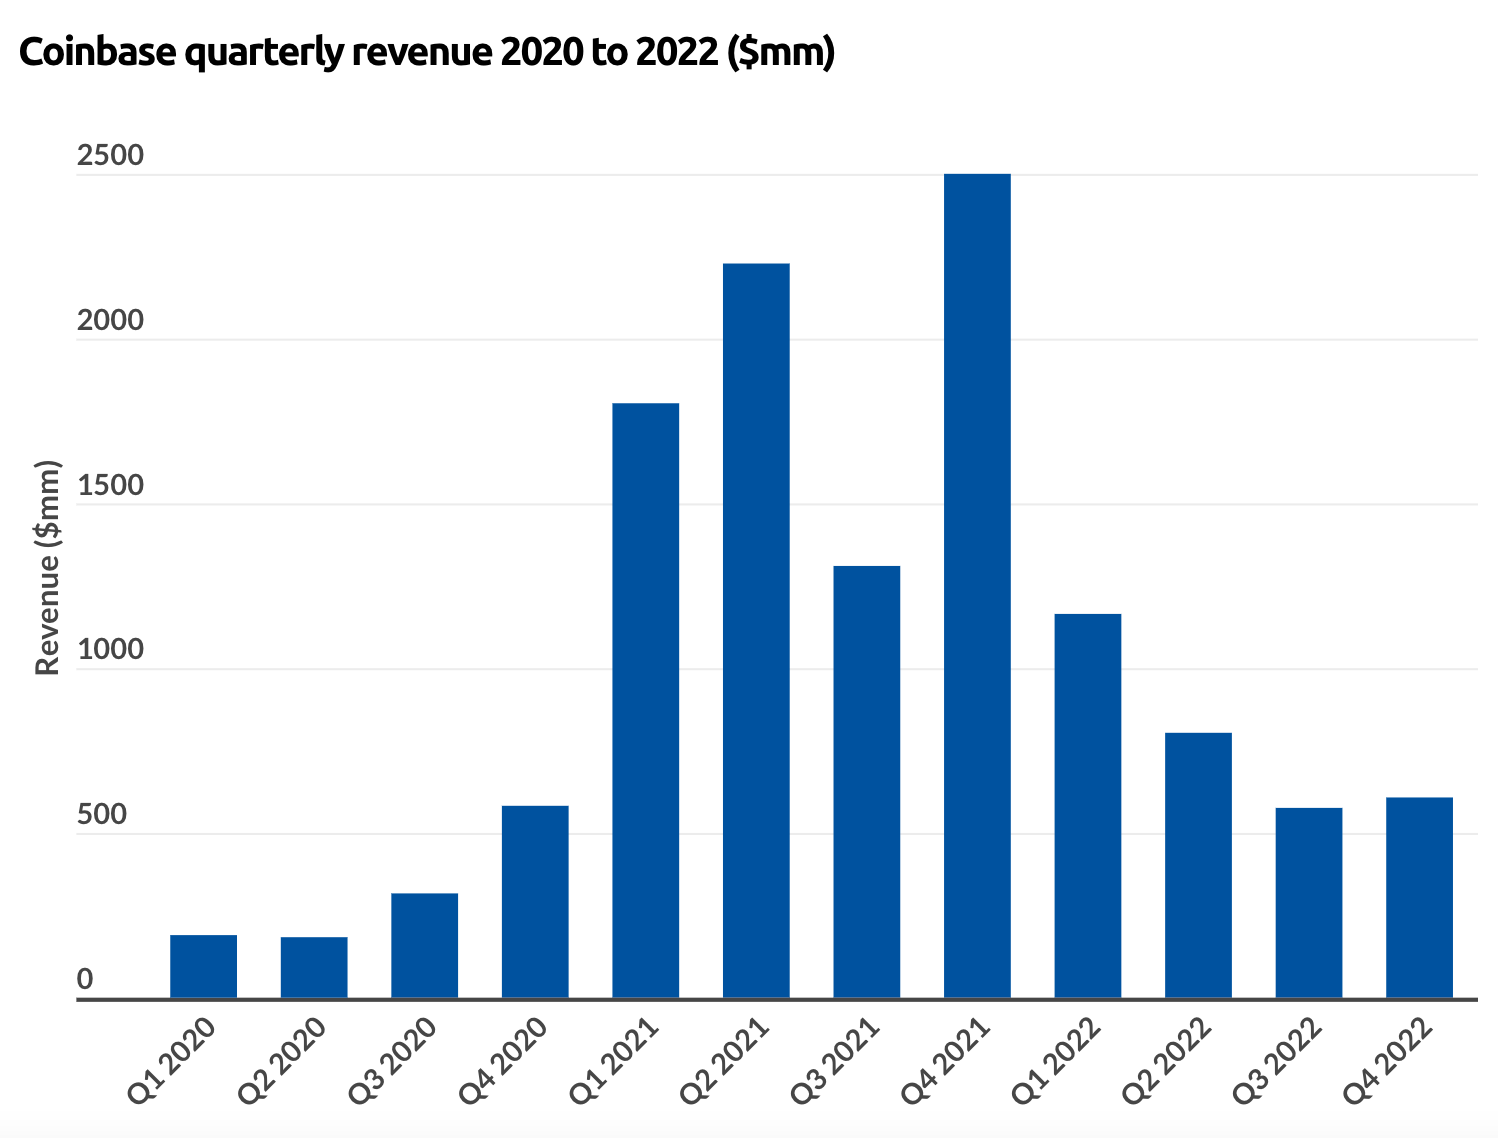 Coinbase quarterly revenue 2020 to 2022 ($mm)
2500
2000
1500
1000
500
0
Revenue ($mm)
Q1 2020
Q2 2020
Q3 2020
Q4 2020
Q1 2021
Q2 2021
Q3 2021
Q4 2021
Q1 2022
Q2 2022
Q3 2022
Q4 2022